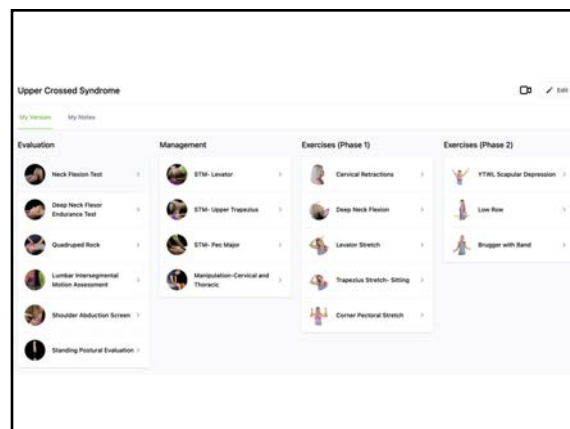 Upper Crossed Syndrome
Edit
My Version
My Notes
Evaluation
Neck Flexion Test
Deep Neck Flexor
Endurance Test
Quadruped Rock
Lumbar Intersegmental
Motion Assessment
Shoulder Abduction Screen
Standing Postural Evaluation
Management
STM- Levator
STM- Upper Trapezius
STM- Pec Major
Manipulation-Cervical and
Thoracic
Exercises (Phase 1)
Cervical Retractions
Deep Neck Flexion
Levator Stretch
Trapezius Stretch- Sitting
Corner Pectoral Stretch
Exercises (Phase 2)
YTWL Scapular Depression
Low Row
Brugger with Band